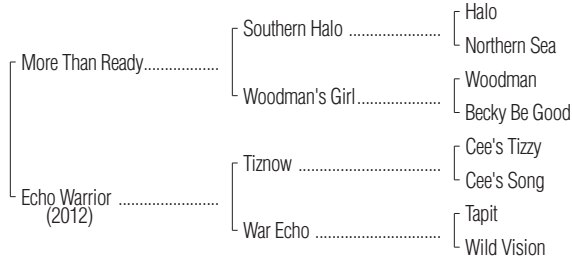 Halo
Southern Halo
Northern Sea
More Than Ready
Woodman
Woodman's Girl
Becky Be Good
Cee's Tizzy
Tiznow
Cee's Song
Echo Warrior
(2012)
Tapit
War Echo
Wild Vision